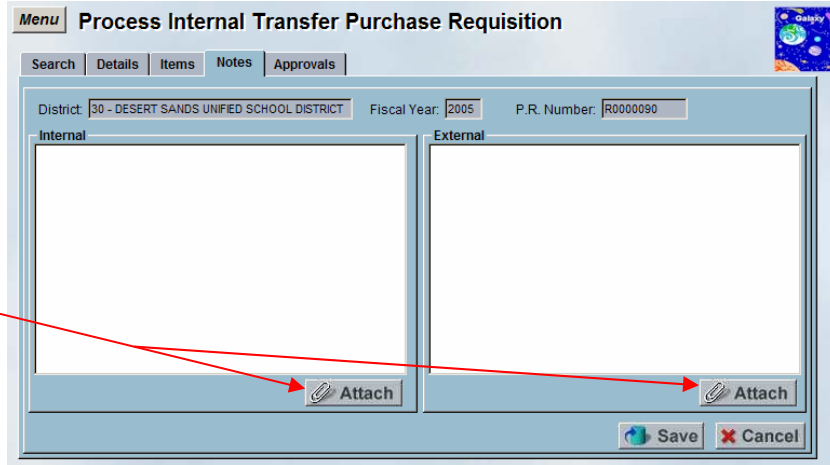 Menu Process Internal Transfer Purchase Requisition
Galaxy
Search Details Items Notes Approvals
District: 30 - DESERT SANDS UNIFIED SCHOOL DISTRICT Fiscal Year: 2005 P.R. Number: R0000090
Internal External
Attach Attach
Save Cancel